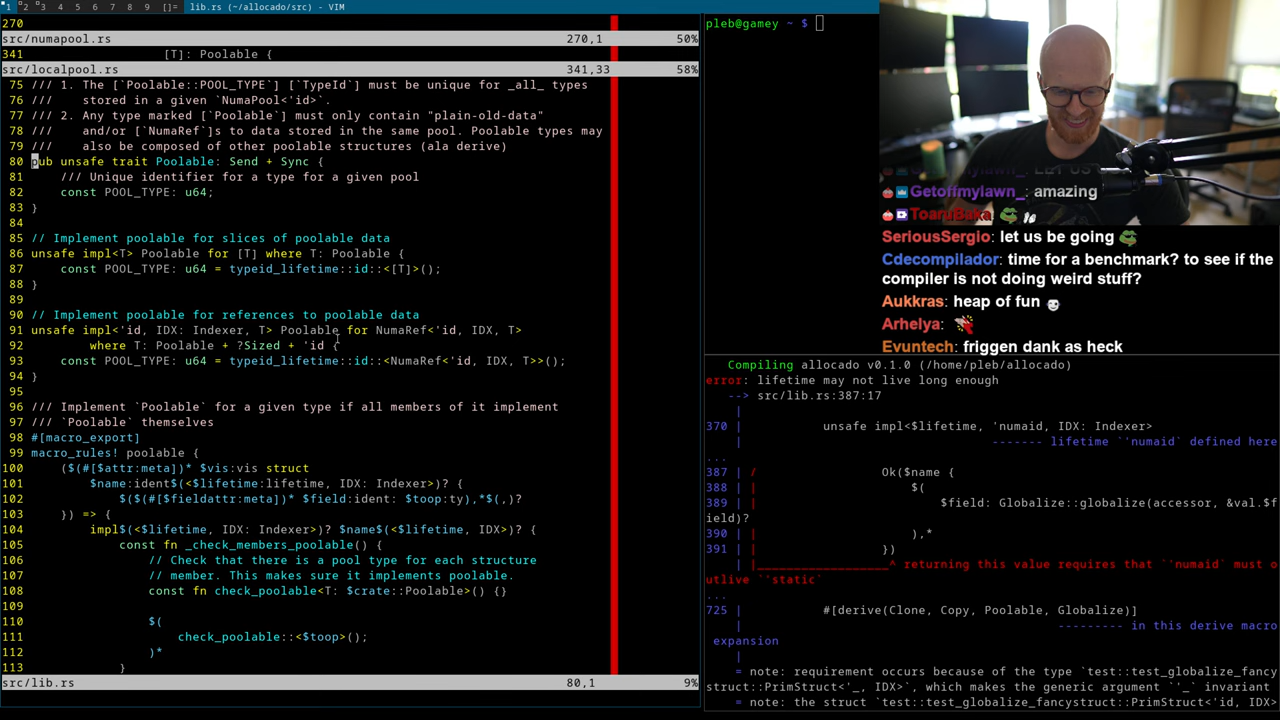 1 2 3 4 5 6 7 8 9 []= lib.rs (~/allocado/src) - VIM
270
src/numapool.rs 270,1 50%
341 [T]: Poolable {
src/localpool.rs 341,33 58%
75 /// 1. The [`Poolable::POOL_TYPE`] [`TypeId`] must be unique for _all_ types
76 /// stored in a given `NumaPool<'id>`.
77 /// 2. Any type marked [`Poolable`] must only contain "plain-old-data"
78 /// and/or [`NumaRef`]s to data stored in the same pool. Poolable types may
79 /// also be composed of other poolable structures (ala derive)
80 pub unsafe trait Poolable: Send + Sync {
81 /// Unique identifier for a type for a given pool
82 const POOL_TYPE: u64;
83 }
84
85 // Implement poolable for slices of poolable data
86 unsafe impl<T> Poolable for [T] where T: Poolable {
87 const POOL_TYPE: u64 = typeid_lifetime::id::<[T]>();
88 }
89
90 // Implement poolable for references to poolable data
91 unsafe impl<'id, IDX: Indexer, T> Poolable for NumaRef<'id, IDX, T>
92 where T: Poolable + ?Sized + 'id {
93 const POOL_TYPE: u64 = typeid_lifetime::id::<NumaRef<'id, IDX, T>>();
94 }
95
96 /// Implement `Poolable` for a given type if all members of it implement
97 /// `Poolable` themselves
98 #[macro_export]
99 macro_rules! poolable {
100 ($(#[$attr:meta])* $vis:vis struct
101 $name:ident$(<$lifetime:lifetime, IDX: Indexer>)? {
102 $($(#[$fieldattr:meta])* $field:ident: $toop:ty),*$(,)?
103 }) => {
104 impl$(<$lifetime, IDX: Indexer>)? $name$(<$lifetime, IDX>)? {
105 const fn _check_members_poolable() {
106 // Check that there is a pool type for each structure
107 // member. This makes sure it implements poolable.
108 const fn check_poolable<T: $crate::Poolable>() {}
109
110 $(
111 check_poolable::<$toop>();
112 )*
113 }
src/lib.rs 80,1 9%
pleb@gamey ~ $
Getoffmylawn_: amazing
ToaruBaka:
SeriousSergio: let us be going
Cdecompilador: time for a benchmark? to see if the
compiler is not doing weird stuff?
Aukkras: heap of fun
Arhelya:
Evuntech: friggen dank as heck
Compiling allocado v0.1.0 (/home/pleb/allocado)
error: lifetime may not live long enough
--> src/lib.rs:387:17
|
370 | unsafe impl<$lifetime, 'numaid, IDX: Indexer>
| ------- lifetime `'numaid` defined here
...
387 | / Ok($name {
388 | | $(
389 | | $field: Globalize::globalize(accessor, &val.$f
ield)?
390 | | ),*
391 | | })
| |__________________^ returning this value requires that `'numaid` must o
utlive `'static`
...
725 | #[derive(Clone, Copy, Poolable, Globalize)]
| --------- in this derive macro
expansion
|
= note: requirement occurs because of the type `test::test_globalize_fancy
struct::PrimStruct<'_, IDX>`, which makes the generic argument `'_` invariant
= note: the struct `test::test_globalize_fancystruct::PrimStruct<'id, IDX>